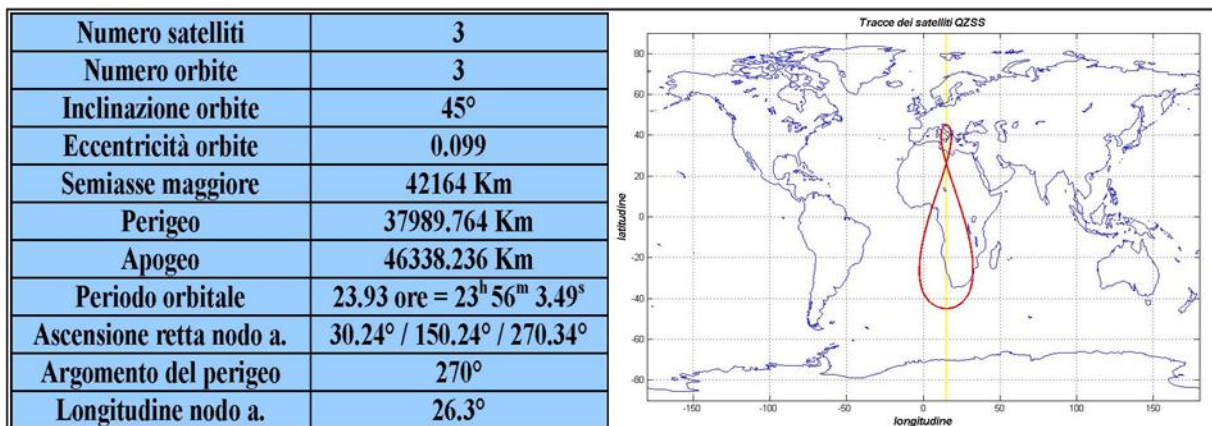 Numero satelliti 3
Numero orbite 3
Inclinazione orbite 45°
Eccentricità orbite 0.099
Semiasse maggiore 42164 Km
Perigeo 37989.764 Km
Apogeo 46338.236 Km
Periodo orbitale 23.93 ore = 23h 56m 3.49s
Ascensione retta nodo a. 30.24° / 150.24° / 270.34°
Argomento del perigeo 270°
Longitudine nodo a. 26.3°
Tracce dei satelliti QZSS
80
60
40
20
0
-20
-40
-60
-80
latitudine
-150 -100 -50 0 50 100 150
longitudine